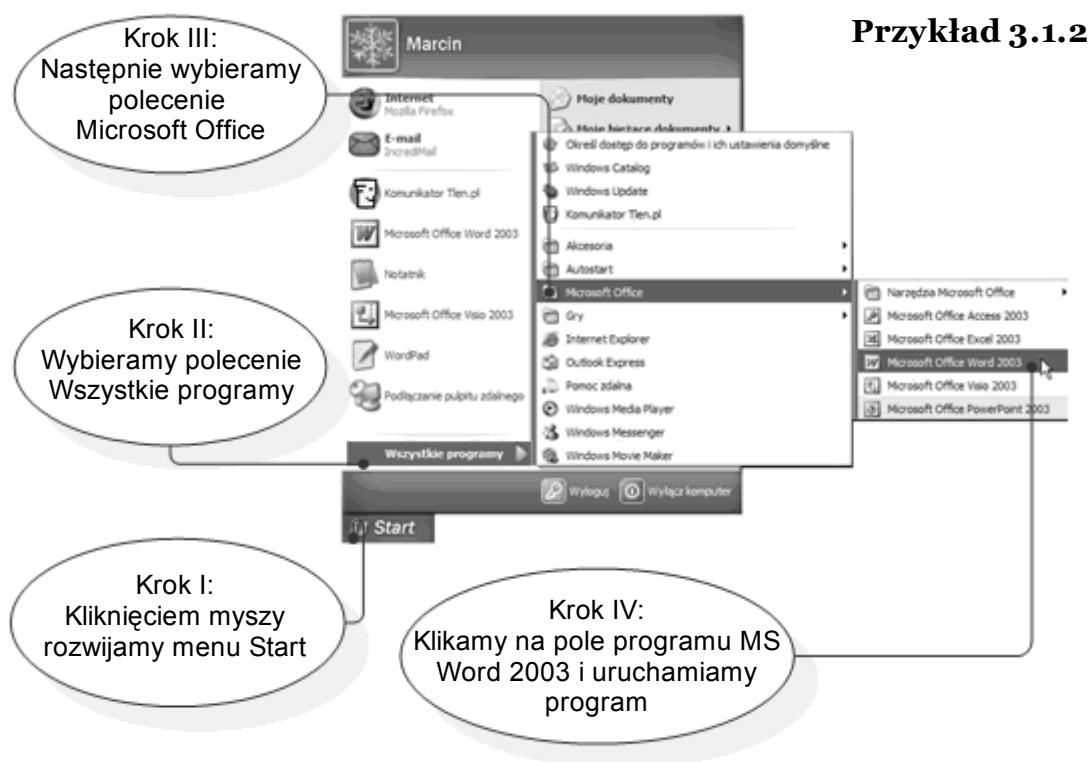 Przykład 3.1.2
Krok III:
Następnie wybieramy
polecenie
Microsoft Office
Krok II:
Wybieramy polecenie
Wszystkie programy
Krok I:
Kliknięciem myszy
rozwijamy menu Start
Krok IV:
Klikamy na pole programu MS
Word 2003 i uruchamiamy
program
Marcin
Internet
Mozilla Firefox
E-mail
IncrediMail
Komunikator Tlen.pl
Microsoft Office Word 2003
Notatnik
Microsoft Office Visio 2003
WordPad
Podłączanie pulpitu zdalnego
Wszystkie programy
Moje dokumenty
Moje bieżące dokumenty
Określ dostęp do programów i ich ustawienia domyślne
Windows Catalog
Windows Update
Komunikator Tlen.pl
Akcesoria
Autostart
Microsoft Office
Gry
Internet Explorer
Outlook Express
Pomoc zdalna
Windows Media Player
Windows Messenger
Windows Movie Maker
Narzędzia Microsoft Office
Microsoft Office Access 2003
Microsoft Office Excel 2003
Microsoft Office Word 2003
Microsoft Office Visio 2003
Microsoft Office PowerPoint 2003
Wyloguj
Wyłącz komputer
Start